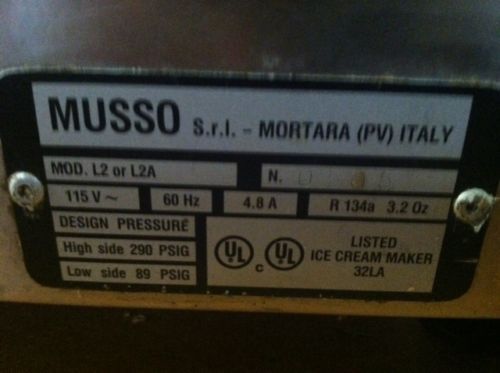 MUSSO S.r.l. - MORTARA (PV) ITALY
MOD. L2 or L2A
N.
115 V ~ 60 Hz 4.8 A R 134a 3.2 Oz
DESIGN PRESSURE
High side 290 PSIG
Low side 89 PSIG
UL C UL
LISTED
ICE CREAM MAKER
32LA